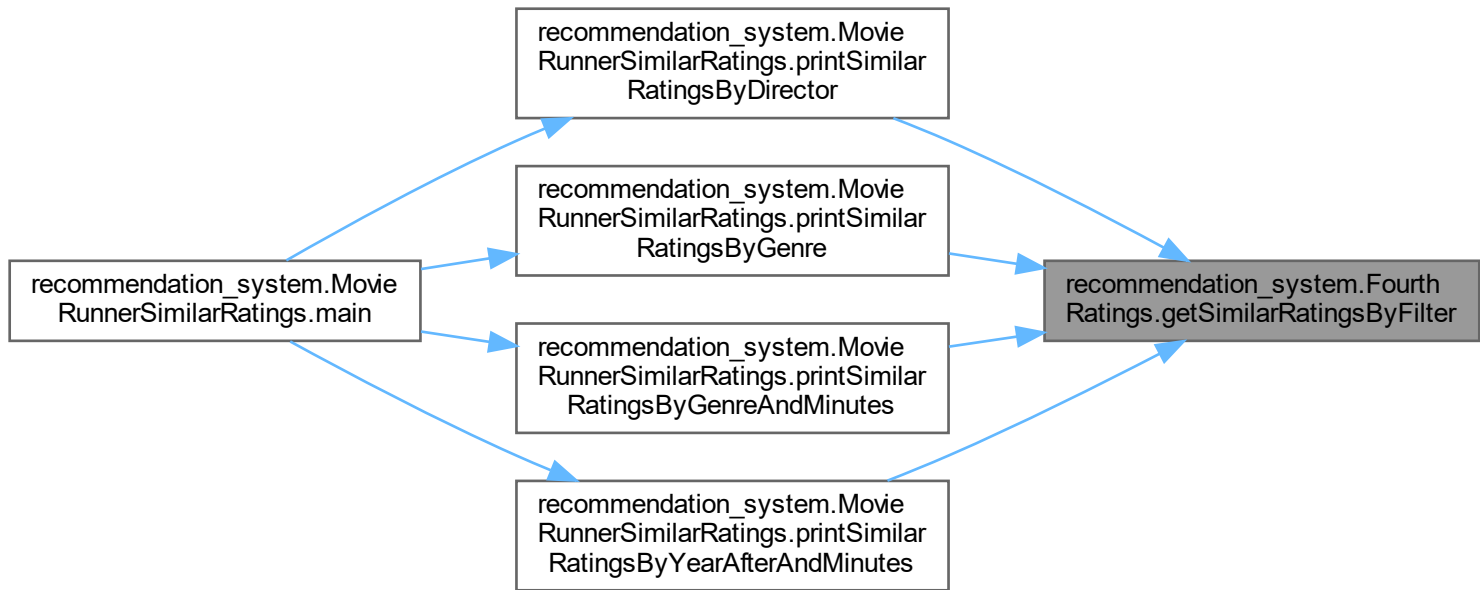 recommendation_system.Movie
RunnerSimilarRatings.printSimilar
RatingsByDirector
recommendation_system.Movie
RunnerSimilarRatings.printSimilar
RatingsByGenre
recommendation_system.Movie
RunnerSimilarRatings.main
recommendation_system.Fourth
Ratings.getSimilarRatingsByFilter
recommendation_system.Movie
RunnerSimilarRatings.printSimilar
RatingsByGenreAndMinutes
recommendation_system.Movie
RunnerSimilarRatings.printSimilar
RatingsByYearAfterAndMinutes